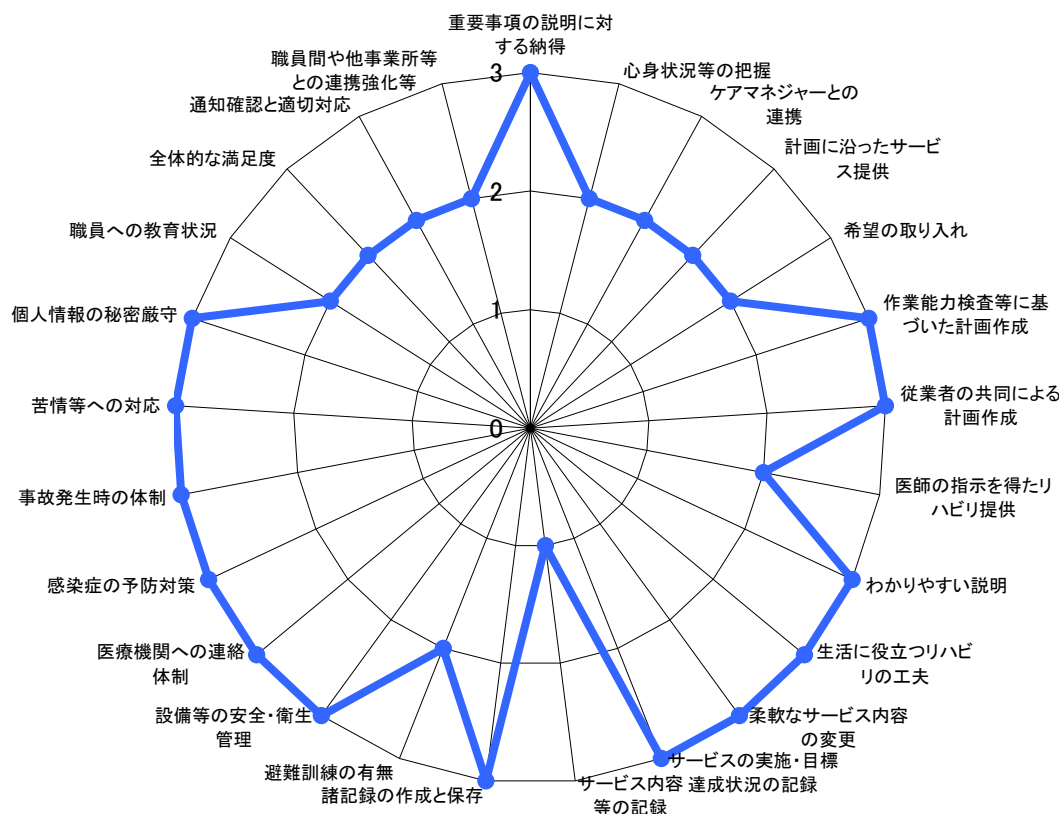 重要事項の説明に対
する納得
心身状況等の把握
ケアマネジャーとの
連携
計画に沿ったサービ
ス提供
希望の取り入れ
作業能力検査等に基
づいた計画作成
従業者の共同による
計画作成
医師の指示を得たリ
ハビリ提供
わかりやすい説明
生活に役立つリハビ
リの工夫
柔軟なサービス内容
の変更
サービスの実施・目標
達成状況の記録
サービス内容
等の記録
諸記録の作成と保存
避難訓練の有無
設備等の安全・衛生
管理
医療機関への連絡
体制
感染症の予防対策
事故発生時の体制
苦情等への対応
個人情報の秘密厳守
職員への教育状況
全体的な満足度
通知確認と適切対応
職員間や他事業所等
との連携強化等
3
2
1
0